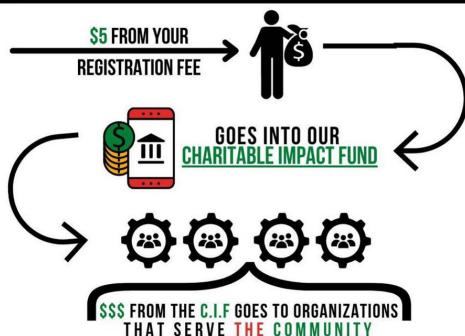 $5 FROM YOUR
REGISTRATION FEE
$
$
GOES INTO OUR
CHARITABLE IMPACT FUND
$$$ FROM THE C.I.F GOES TO ORGANIZATIONS
THAT SERVE THE COMMUNITY